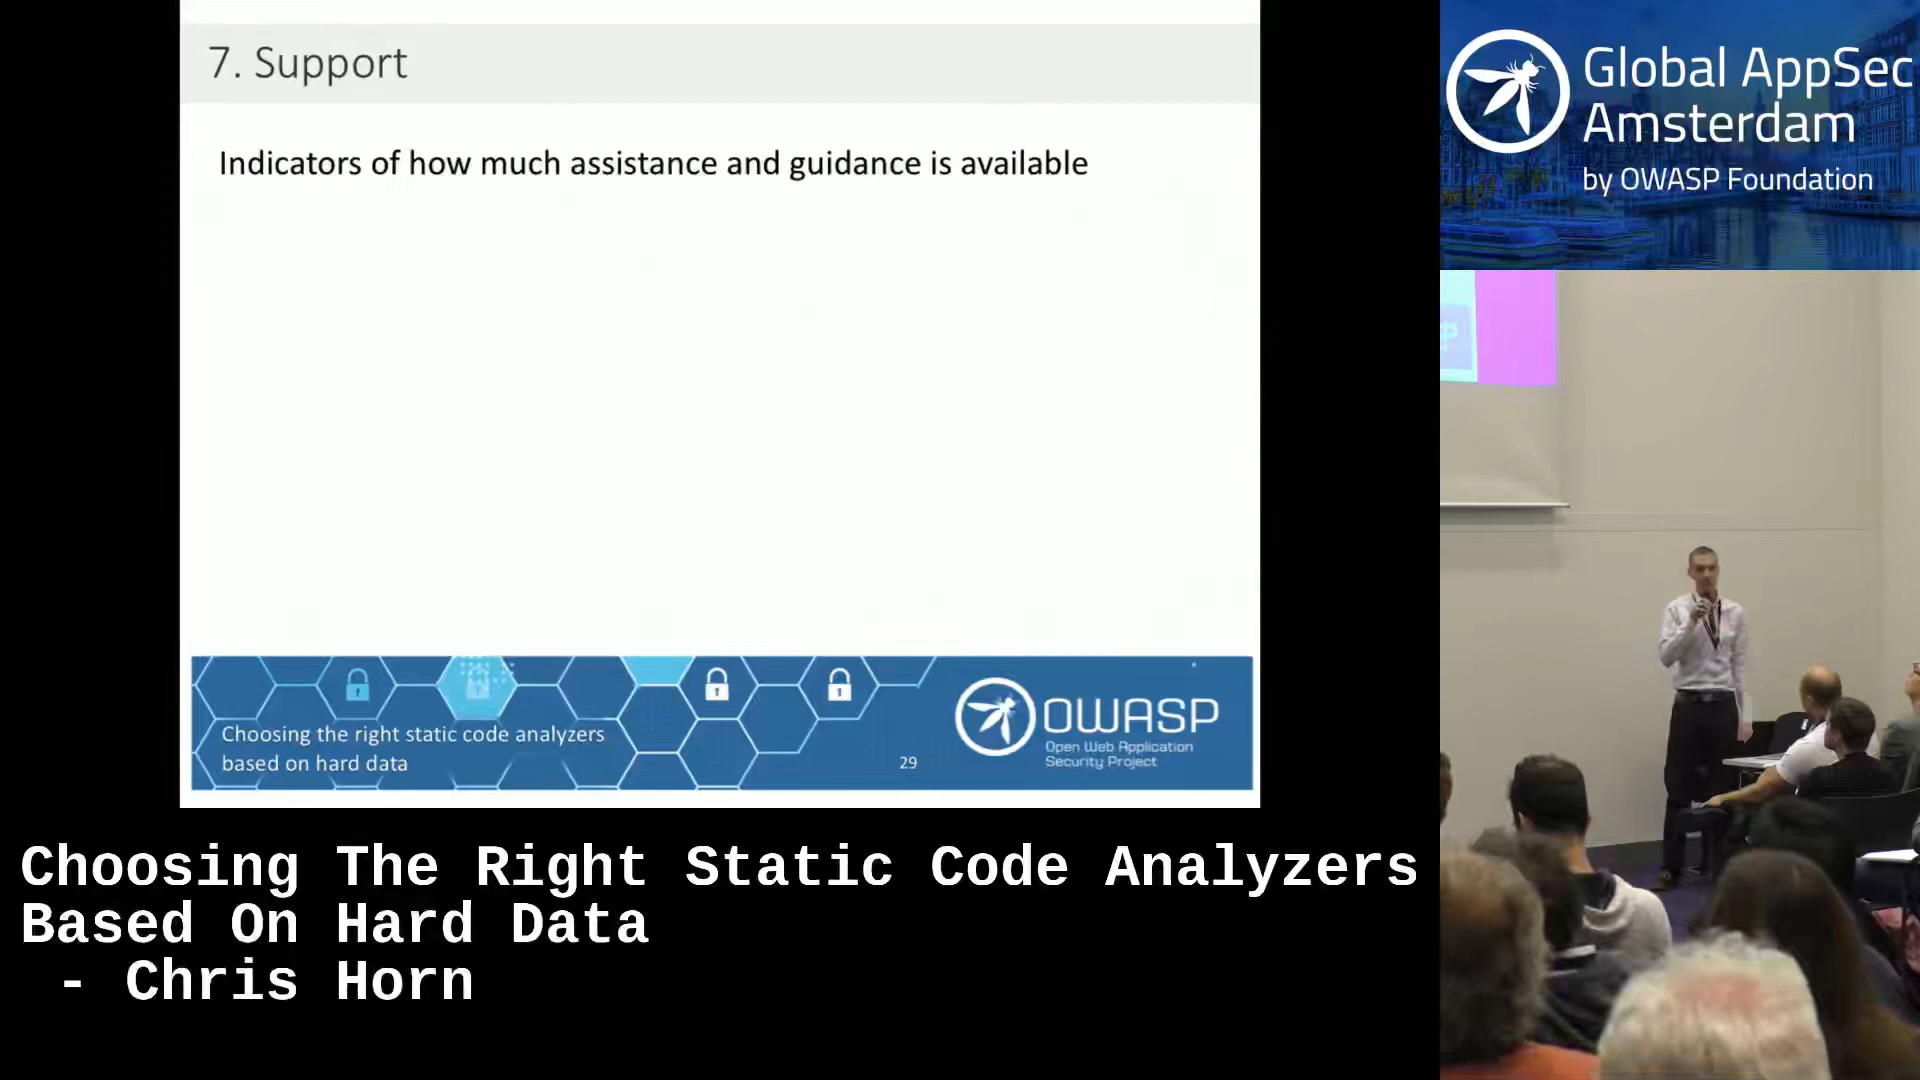 7. Support
Indicators of how much assistance and guidance is available
Choosing the right static code analyzers
based on hard data
29
OWASP
Open Web Application
Security Project
Global AppSec
Amsterdam
by OWASP Foundation
Choosing The Right Static Code Analyzers
Based On Hard Data
- Chris Horn